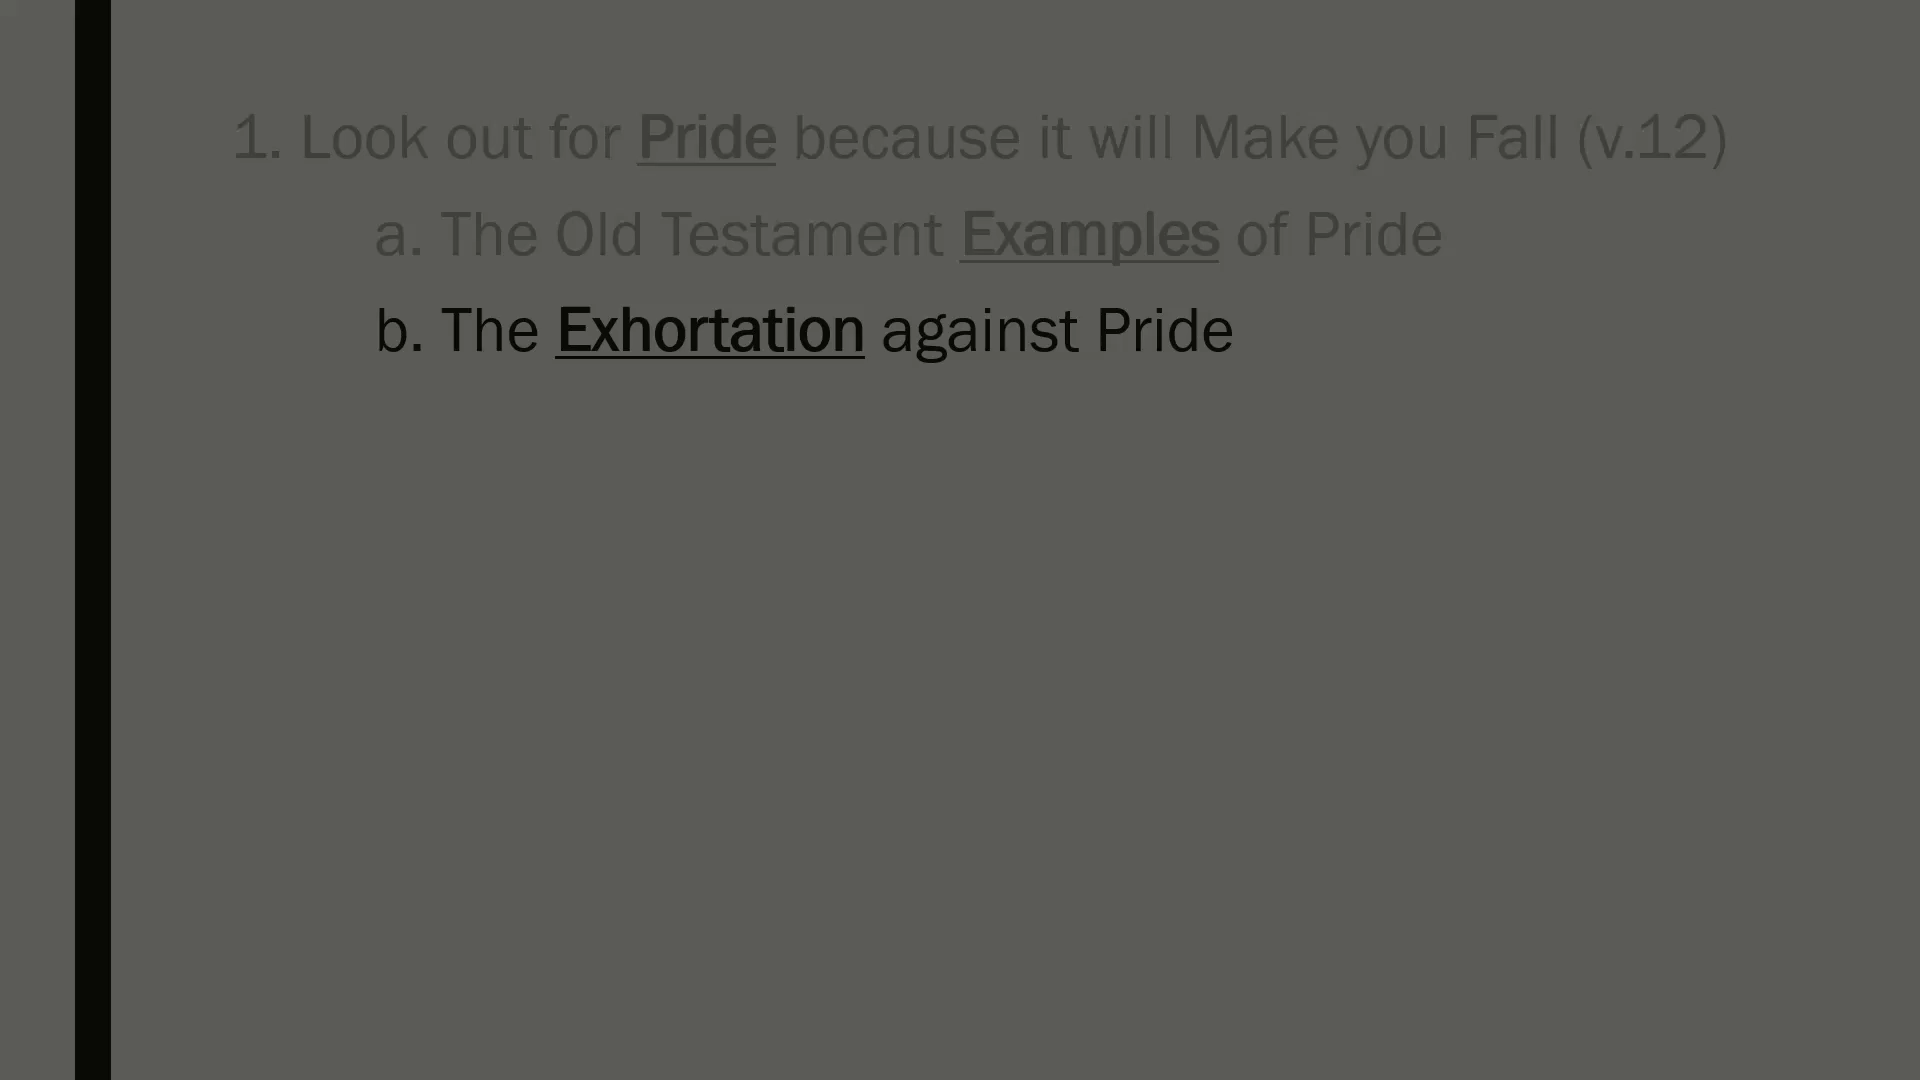 1. Look out for Pride because it will Make you Fall (v.12)
a. The Old Testament Examples of Pride
b. The Exhortation against Pride